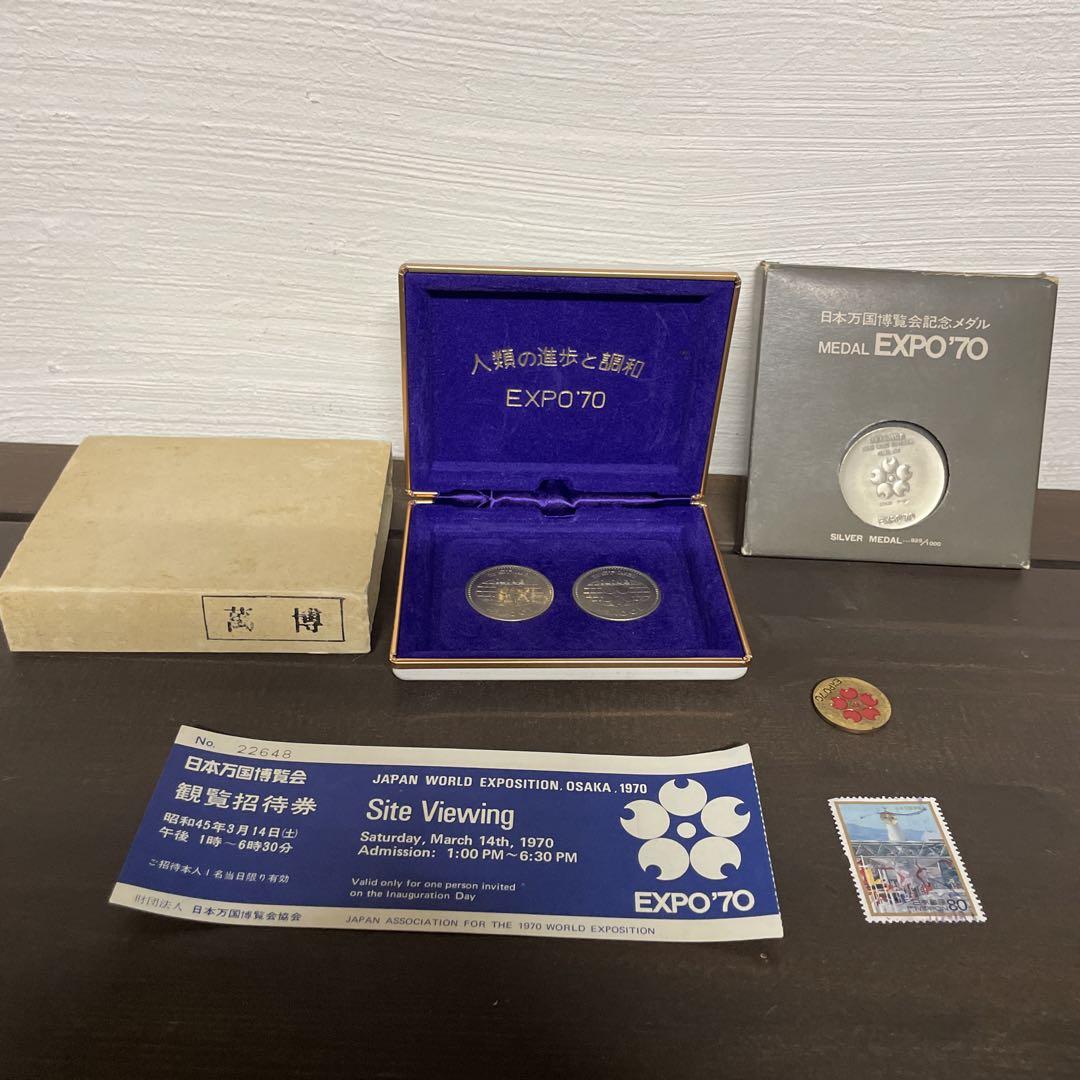 人類の進歩と調和
EXPO'70
日本万国博覧会記念メダル
MEDAL EXPO'70
EXPO'70
SILVER MEDAL...925/1000
萬博
EXPO'70
No. 22648
日本万国博覧会
観覧招待券
昭和45年3月14日(土)
午後 1時〜6時30分
ご招待本人1名当日限り有効
財団法人 日本万国博覧会協会
JAPAN WORLD EXPOSITION, OSAKA, 1970
Site Viewing
Saturday, March 14th, 1970
Admission: 1:00 PM〜6:30 PM
Valid only for one person invited
on the Inauguration Day
JAPAN ASSOCIATION FOR THE 1970 WORLD EXPOSITION
EXPO'70
80